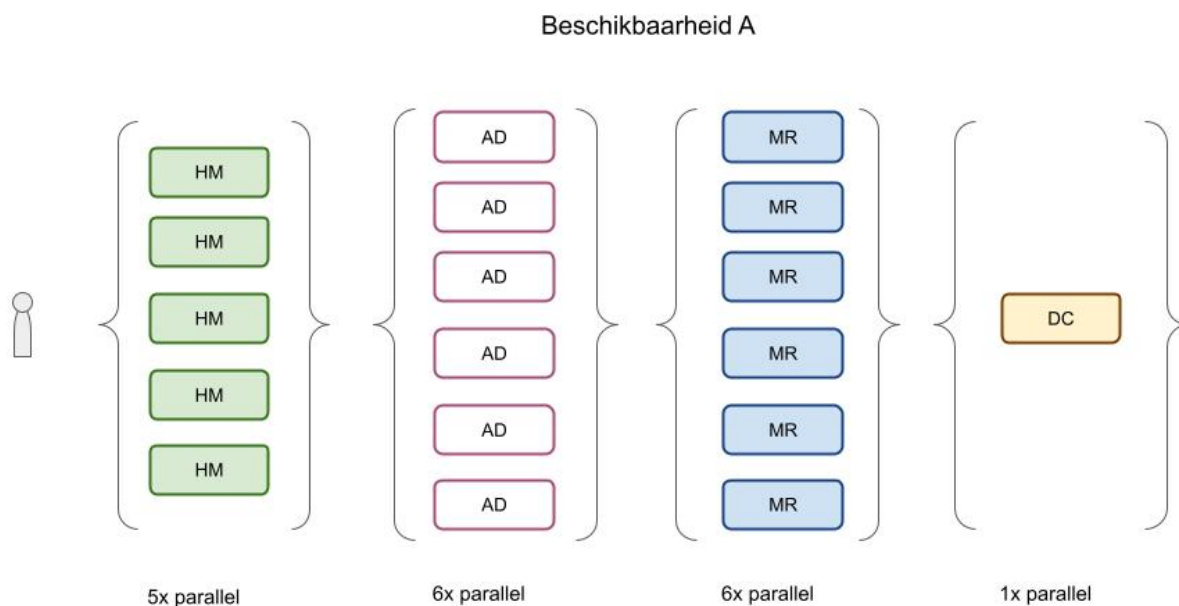 Beschikbaarheid A
HM
HM
HM
HM
HM
5x parallel
AD
AD
AD
AD
AD
AD
6x parallel
MR
MR
MR
MR
MR
MR
6x parallel
DC
1x parallel